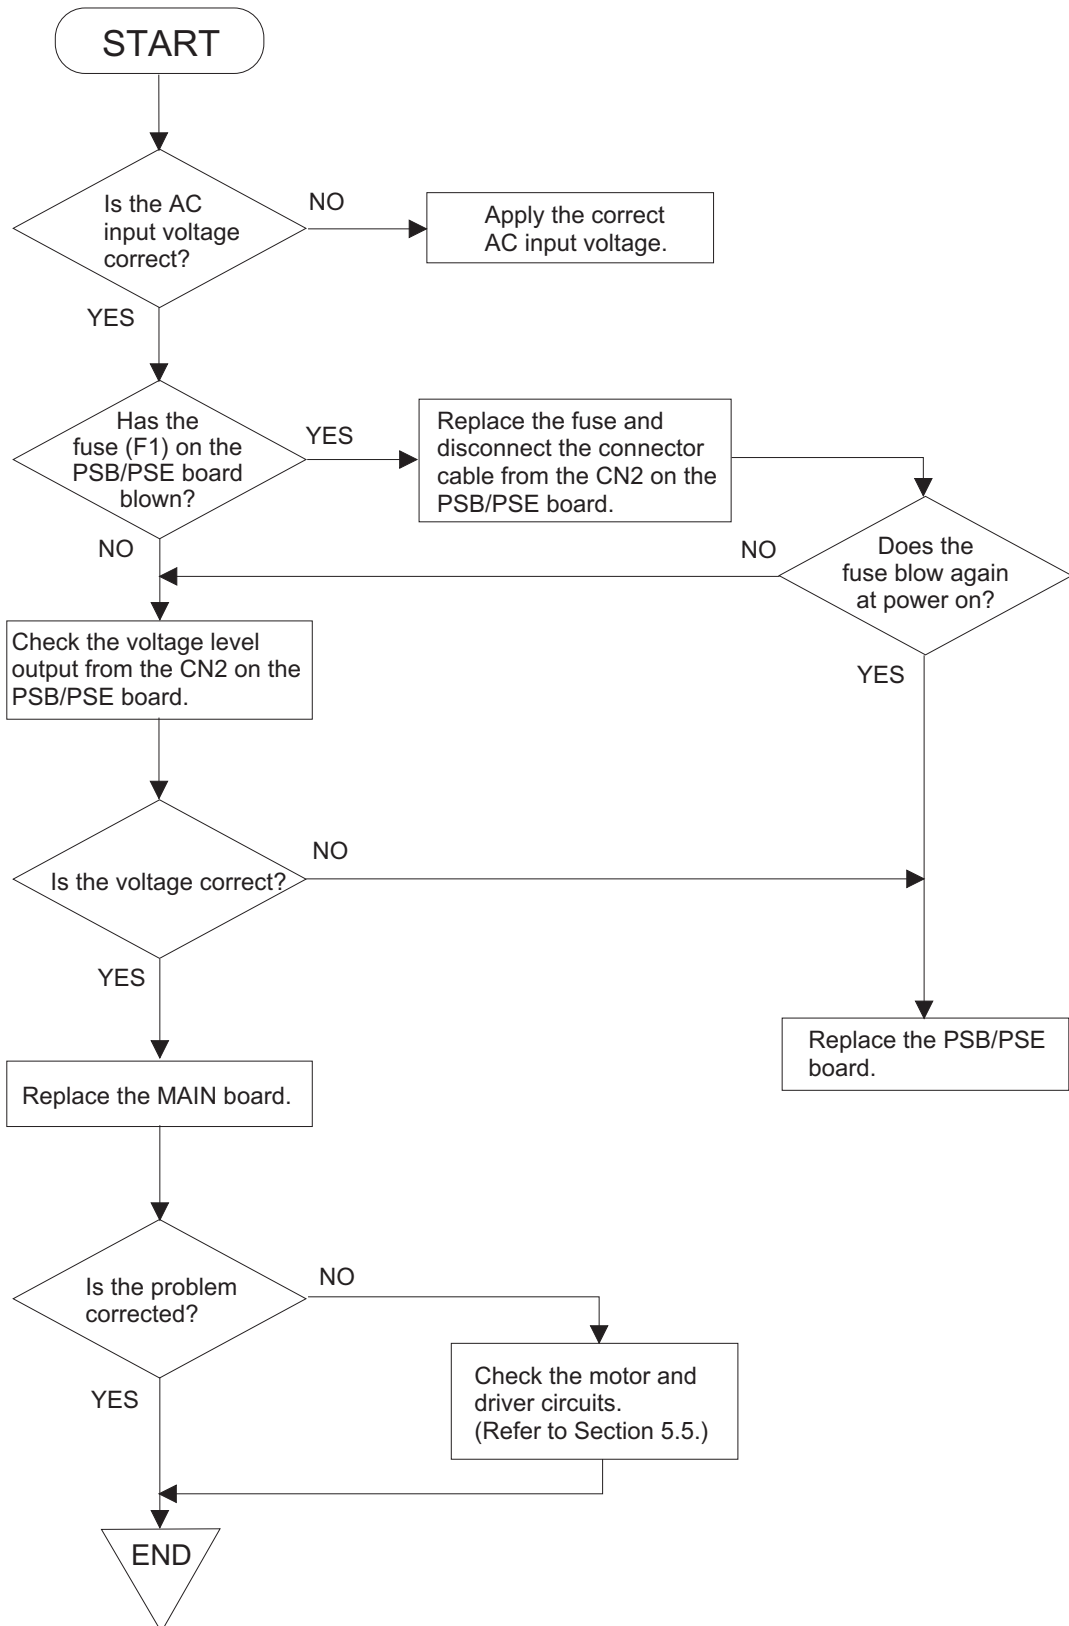 START
Is the AC
input voltage
correct?
NO
Apply the correct
AC input voltage.
YES
Has the
fuse (F1) on the
PSB/PSE board
blown?
YES
Replace the fuse and
disconnect the connector
cable from the CN2 on the
PSB/PSE board.
NO
NO
Does the
fuse blow again
at power on?
YES
Check the voltage level
output from the CN2 on the
PSB/PSE board.
Is the voltage correct?
NO
YES
Replace the PSB/PSE
board.
Replace the MAIN board.
Is the problem
corrected?
NO
YES
Check the motor and
driver circuits.
(Refer to Section 5.5.)
END